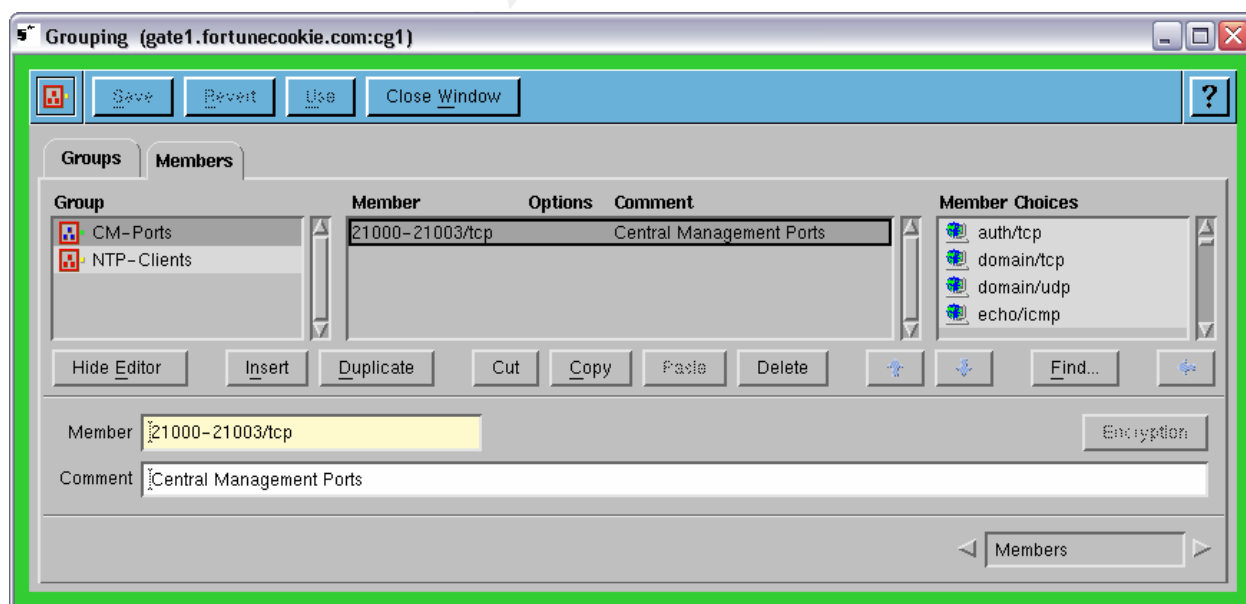 Grouping (gate1.fortunecookie.com:cg1)
Save Revert Use Close Window ?
Groups Members
Group Member Options Comment Member Choices
CM-Ports 21000-21003/tcp Central Management Ports auth/tcp
NTP-Clients domain/tcp
domain/udp
echo/icmp
Hide Editor Insert Duplicate Cut Copy Paste Delete Find...
Member 21000-21003/tcp Encryption
Comment Central Management Ports
Members